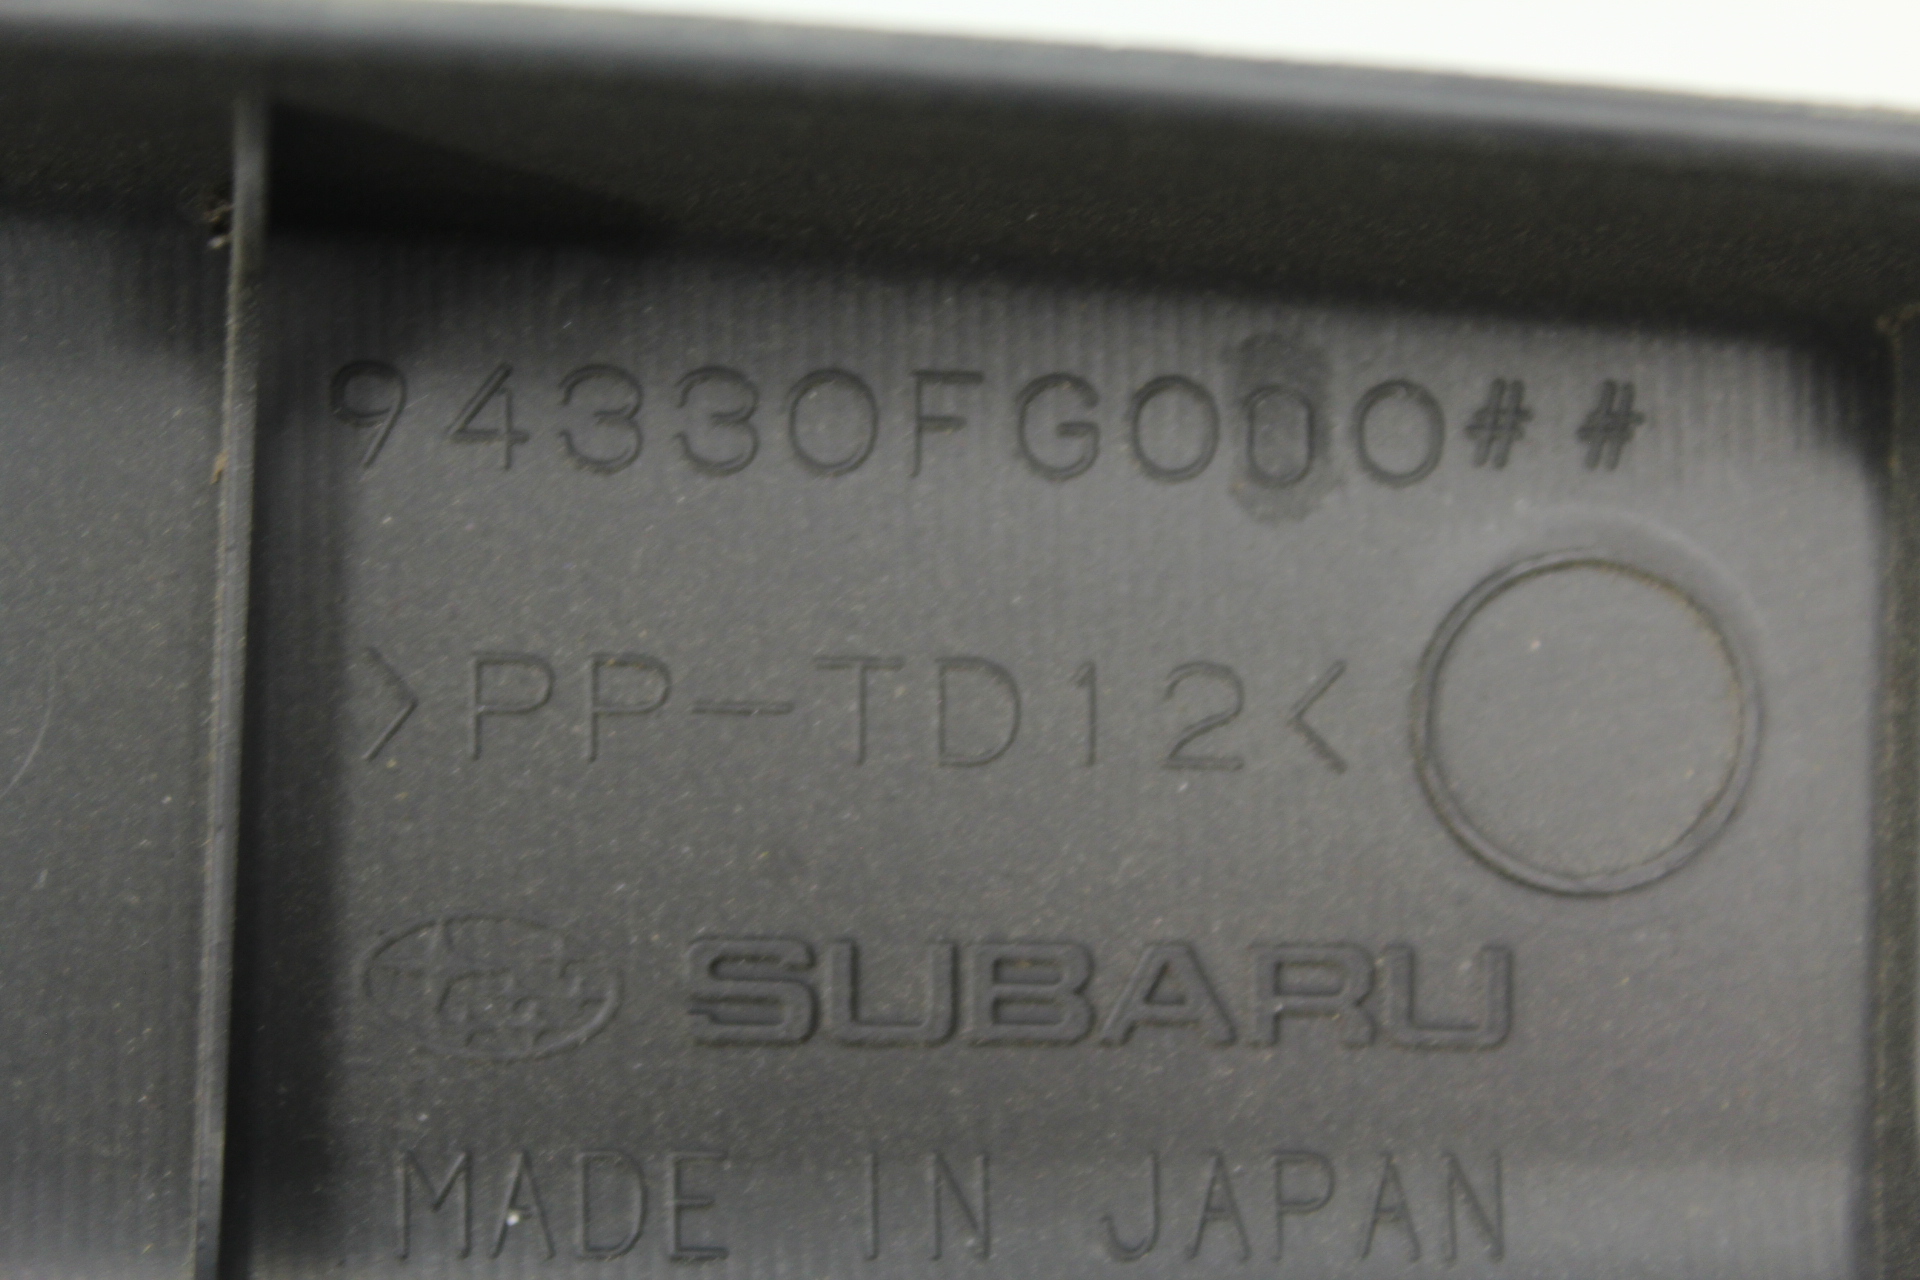 94330FG000##
>PP-TD12<
SUBARU
MADE IN JAPAN